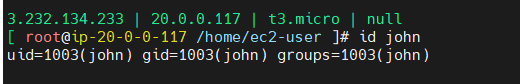 3.232.134.233 | 20.0.0.117 | t3.micro | null
[ root@ip-20-0-0-117 /home/ec2-user ]# id john
uid=1003(john) gid=1003(john) groups=1003(john)